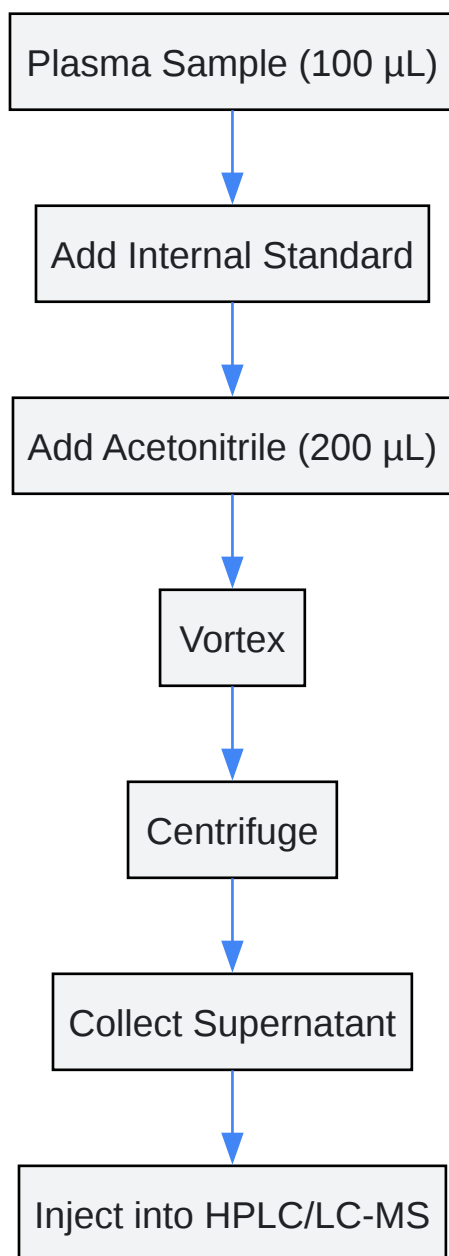 Plasma Sample (100 µL)
Add Internal Standard
Add Acetonitrile (200 µL)
Vortex
Centrifuge
Collect Supernatant
Inject into HPLC/LC-MS